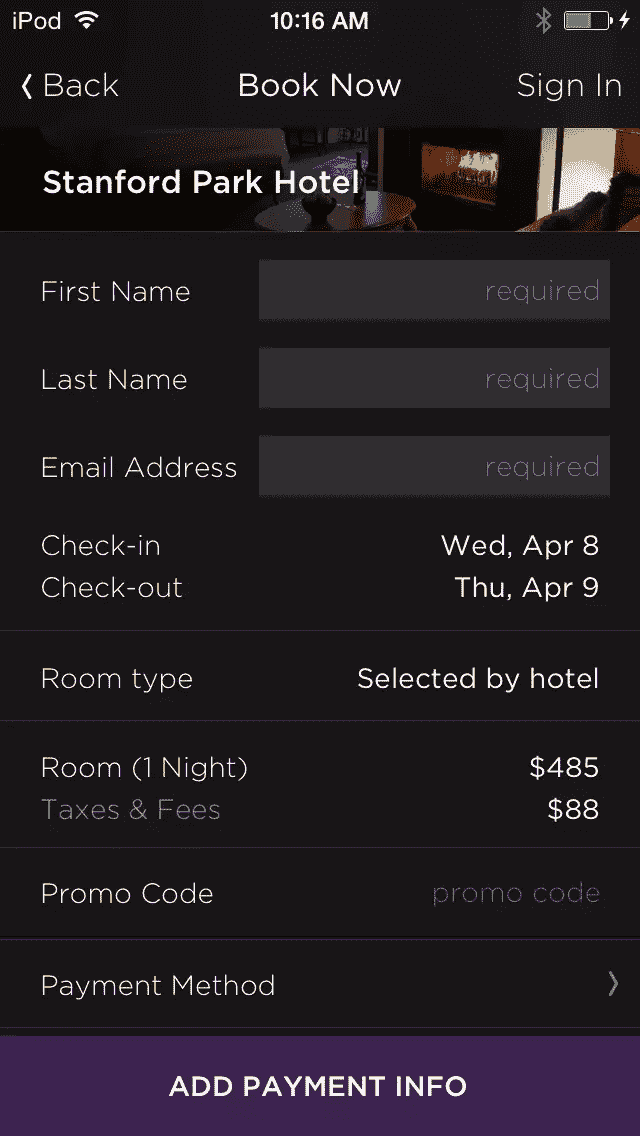 iPod 10:16 AM
Back Book Now Sign In
Stanford Park Hotel
First Name required
Last Name required
Email Address required
Check-in Wed, Apr 8
Check-out Thu, Apr 9
Room type Selected by hotel
Room (1 Night) $485
Taxes & Fees $88
Promo Code promo code
Payment Method
ADD PAYMENT INFO